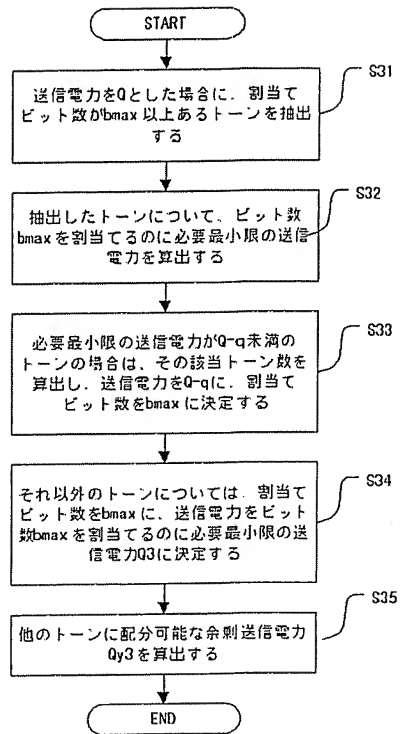 START
S31
送信電力をQとした場合に、割当て
ビット数がbmax 以上あるトーンを抽出
する
S32
抽出したトーンについて、ビット数
bmax を割当てるのに必要最小限の送信
電力を算出する
S33
必要最小限の送信電力がQ-q未満の
トーンの場合は、その該当トーン数を
算出し、送信電力をQ-qに、割当て
ビット数をbmax に決定する
S34
それ以外のトーンについては、割当て
ビット数をbmax に、送信電力をビット
数bmax を割当てるのに必要最小限の送
信電力Q3に決定する
S35
他のトーンに配分可能な余剰送信電力
Qy3を算出する
END